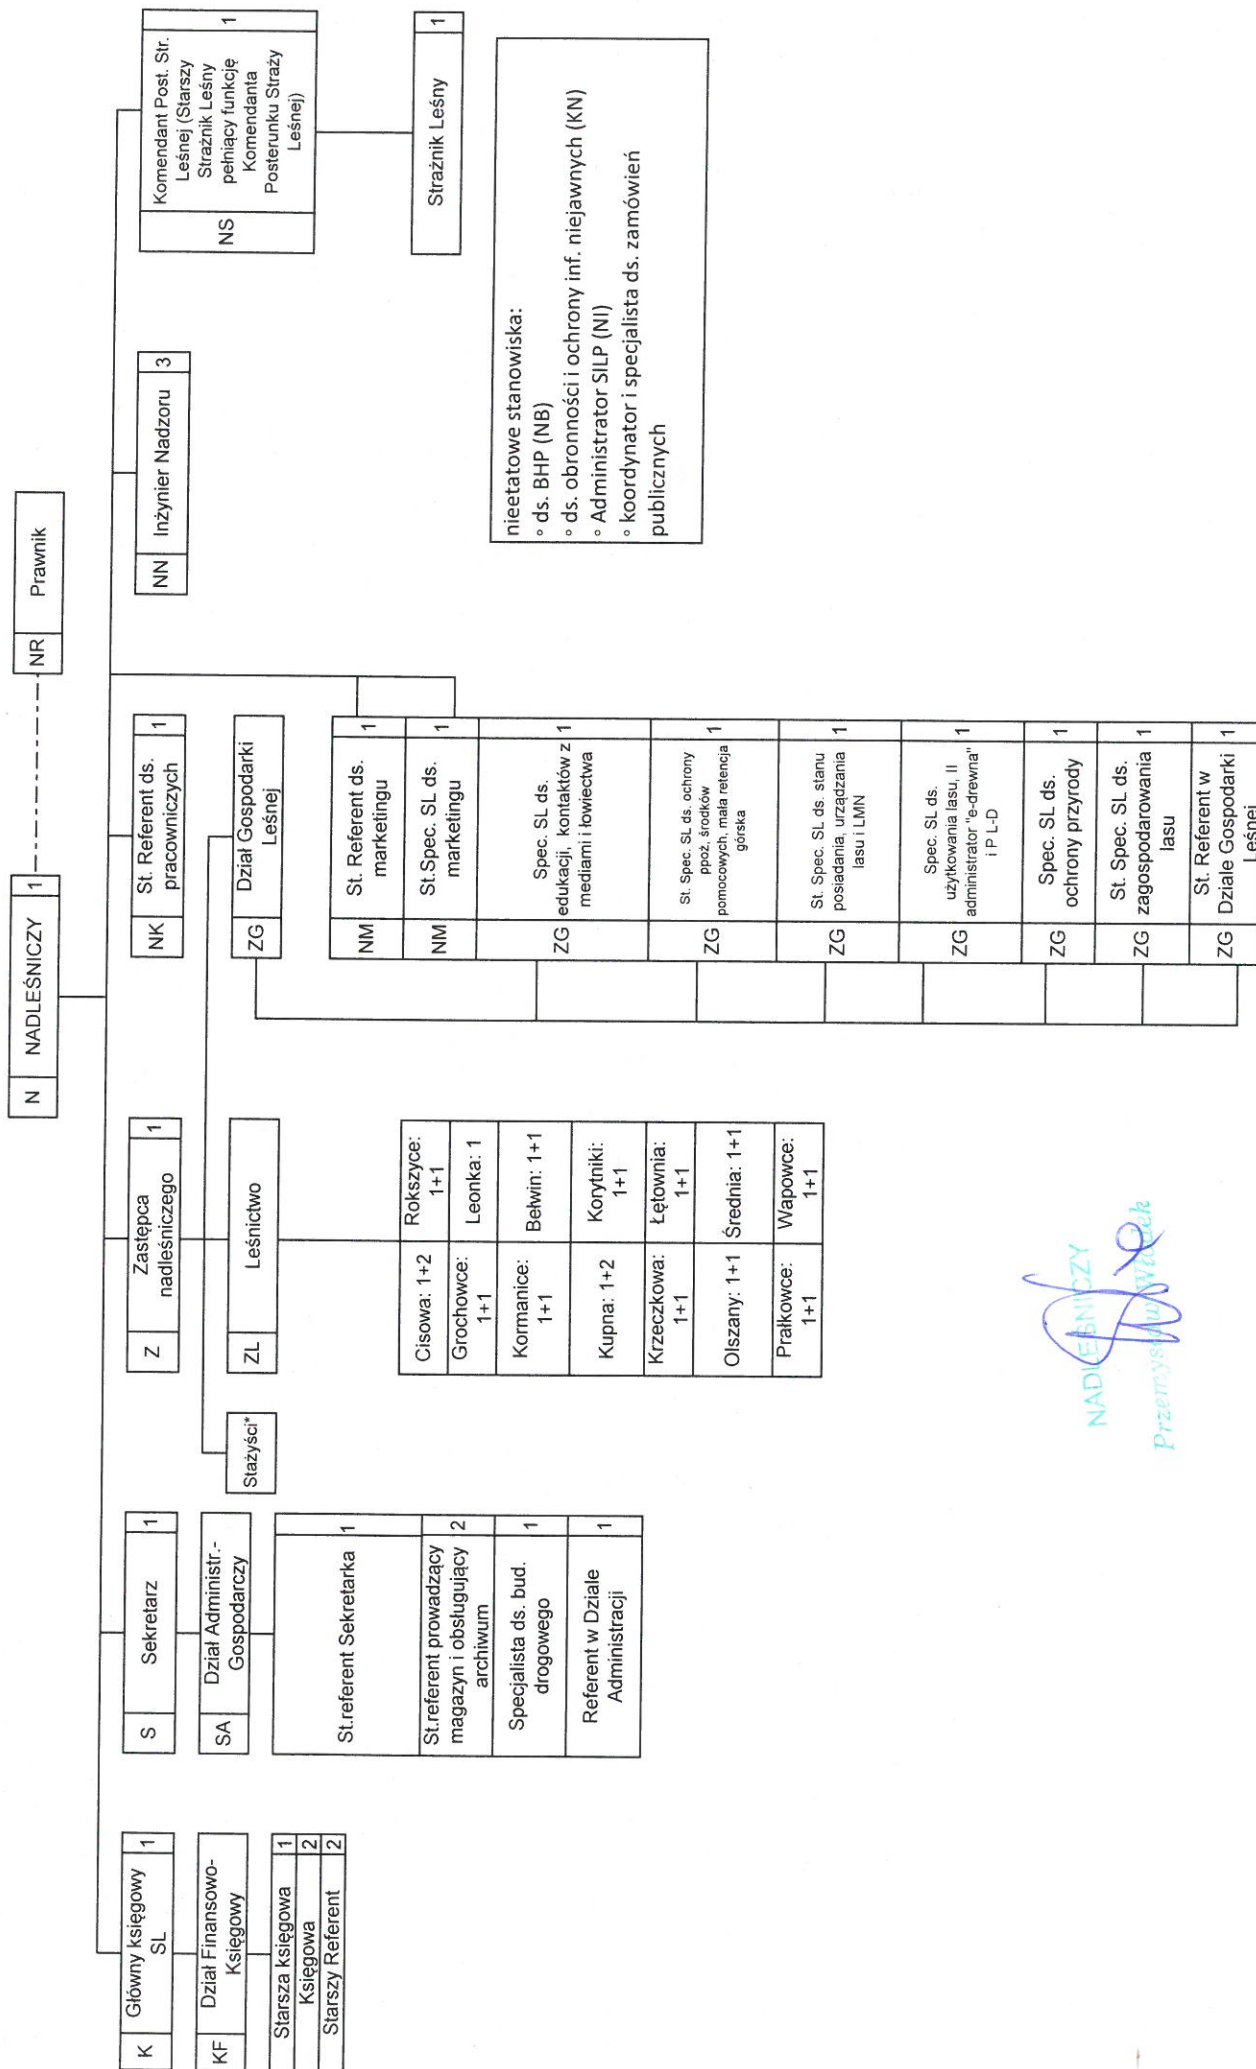 N
NADLEŚNICZY
1
NR
Prawnik
K
Główny księgowy
SL
1
S
Sekretarz
1
Z
Zastępca
nadleśniczego
1
NK
St. Referent ds.
pracowniczych
1
NN
Inżynier Nadzoru
3
NS
Komendant Post. Str.
Leśnej (Starszy
Strażnik Leśny
pełniący funkcję
Komendanta
Posterunku Straży
Leśnej)
1
Strażnik Leśny
1
KF
Dział Finansowo-
Księgowy
Starsza księgowa
1
Księgowa
2
Starszy Referent
2
SA
Dział Administr.-
Gospodarczy
St.referent Sekretarka
1
St.referent prowadzący
magazyn i obsługujący
archiwum
2
Specjalista ds. bud.
drogowego
1
Referent w Dziale
Administracji
1
Stażyści*
ZL
Leśnictwo
Cisowa: 1+2
Rokszyce:
1+1
Grochowce:
1+1
Leonka: 1
Kormanice:
1+1
Bełwin: 1+1
Kupna: 1+2
Korytniki:
1+1
Krzeczkowa:
1+1
Łętownia:
1+1
Olszany: 1+1
Średnia: 1+1
Prałkowce:
1+1
Wapowce:
1+1
ZG
Dział Gospodarki
Leśnej
NM
St. Referent ds.
marketingu
1
NM
St.Spec. SL ds.
marketingu
1
ZG
Spec. SL ds.
edukacji, kontaktów z
mediami i łowiectwa
1
ZG
St. Spec. SL ds. ochrony
ppoż, środków
pomocowych, mała retencja
górska
1
ZG
St. Spec. SL ds. stanu
posiadania, urządzania
lasu i LMN
1
ZG
Spec. SL ds.
użytkowania lasu, II
administrator "e-drewna"
i P L-D
1
ZG
Spec. SL ds.
ochrony przyrody
1
ZG
St. Spec. SL ds.
zagospodarowania
lasu
1
ZG
St. Referent w
Dziale Gospodarki
Leśnej
1
nieetatowe stanowiska:
° ds. BHP (NB)
° ds. obronności i ochrony inf. niejawnych (KN)
° Administrator SILP (NI)
° koordynator i specjalista ds. zamówień
publicznych
NADLEŚNICZY
Przemysław Włodek